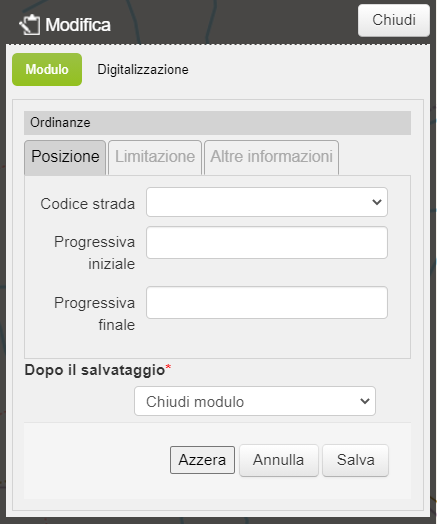 Modifica
Chiudi
Modulo Digitalizzazione
Ordinanze
Posizione Limitazione Altre informazioni
Codice strada
Progressiva
iniziale
Progressiva
finale
Dopo il salvataggio*
Chiudi modulo
Azzera Annulla Salva